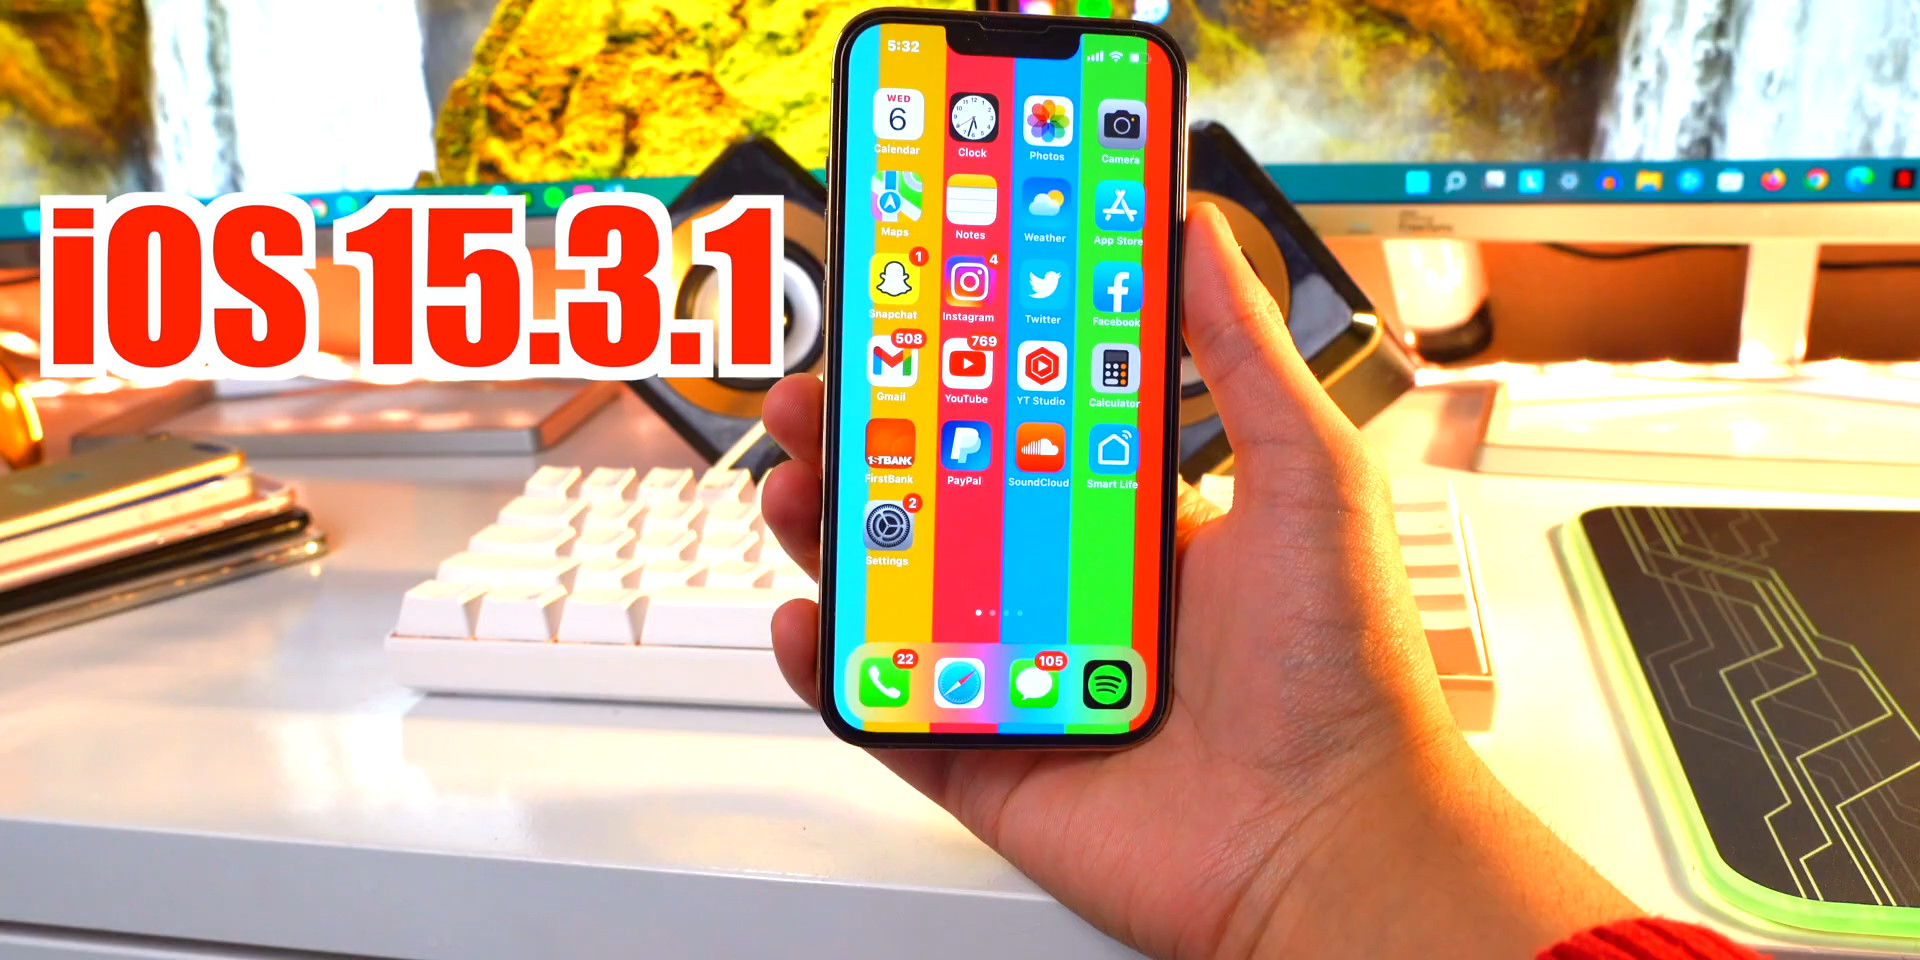 iOS 15.3.1
5:32
WED
6
Calendar
Clock
Photos
Camera
Maps
Notes
Weather
App Store
1
4
Snapchat
Instagram
Twitter
Facebook
508
769
Gmail
YouTube
YT Studio
Calculator
1STBANK
FirstBank
PayPal
SoundCloud
Smart Life
2
Settings
22
105